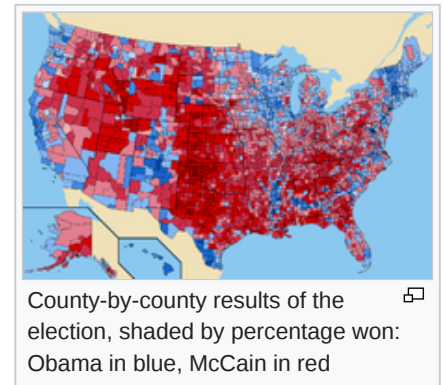 County-by-county results of the
election, shaded by percentage won:
Obama in blue, McCain in red